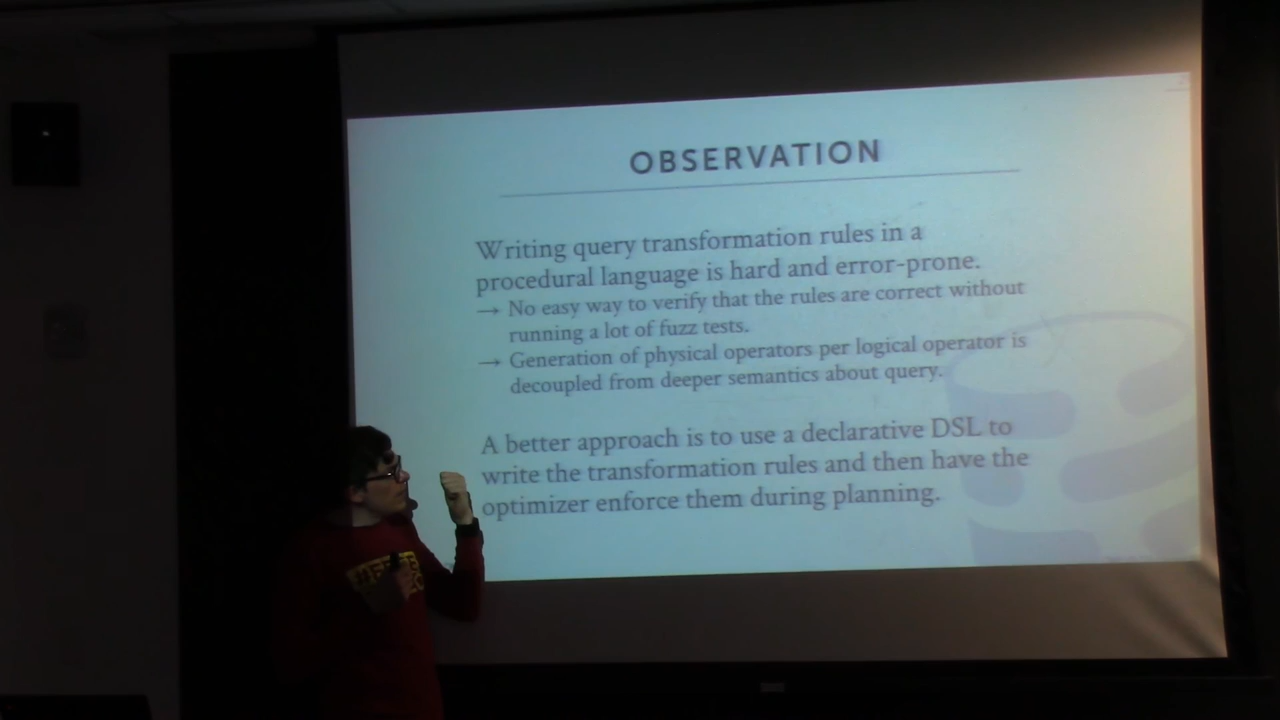 OBSERVATION
Writing query transformation rules in a
procedural language is hard and error-prone.
→ No easy way to verify that the rules are correct without
running a lot of fuzz tests.
→ Generation of physical operators per logical operator is
decoupled from deeper semantics about query.
A better approach is to use a declarative DSL to
write the transformation rules and then have the
optimizer enforce them during planning.